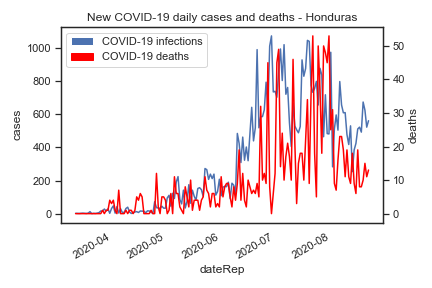 New COVID-19 daily cases and deaths - Honduras
COVID-19 infections
COVID-19 deaths
cases
1000
800
600
400
200
0
deaths
50
40
30
20
10
0
2020-04
2020-05
2020-06
2020-07
2020-08
dateRep